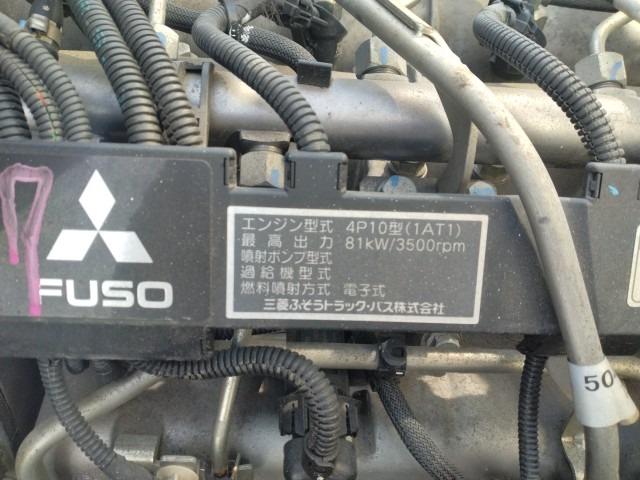 FUSO
エンジン型式 4P10型(1AT1)
最高出力 81kW/3500rpm
噴射ポンプ型式
過給機型式
燃料噴射方式 電子式
三菱ふそうトラック・バス株式会社
50